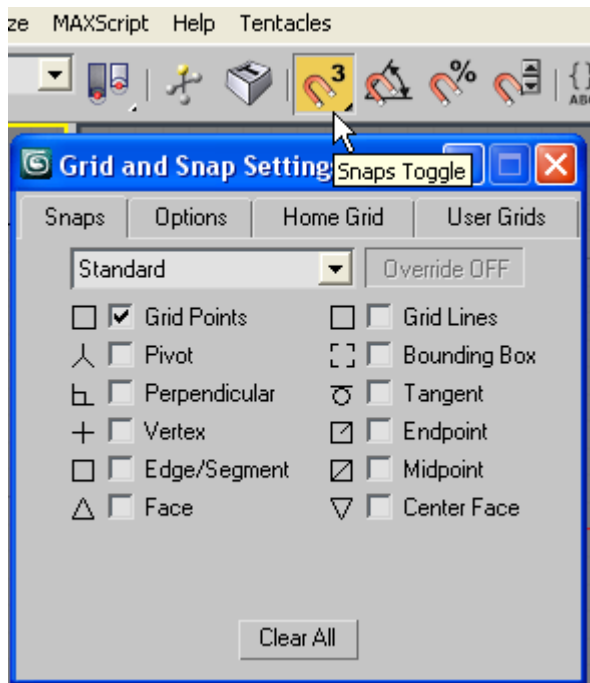 ze MAXScript Help Tentacles
3 %
ABC
Grid and Snap Setting
Snaps Toggle
Snaps Options Home Grid User Grids
Standard Override OFF
Grid Points Grid Lines
Pivot Bounding Box
Perpendicular Tangent
Vertex Endpoint
Edge/Segment Midpoint
Face Center Face
Clear All